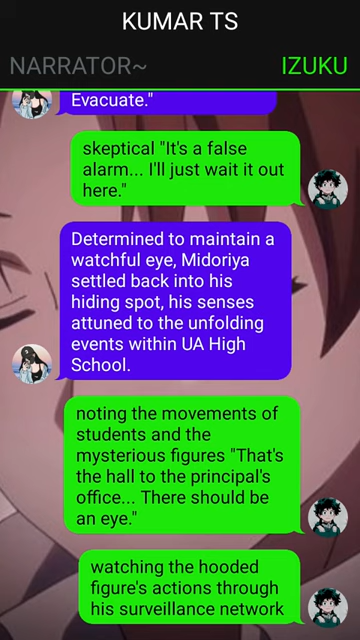 KUMAR TS
NARRATOR~
IZUKU
Evacuate."
skeptical "It's a false
alarm... I'll just wait it out
here."
Determined to maintain a
watchful eye, Midoriya
settled back into his
hiding spot, his senses
attuned to the unfolding
events within UA High
School.
noting the movements of
students and the
mysterious figures "That's
the hall to the principal's
office... There should be
an eye."
watching the hooded
figure's actions through
his surveillance network